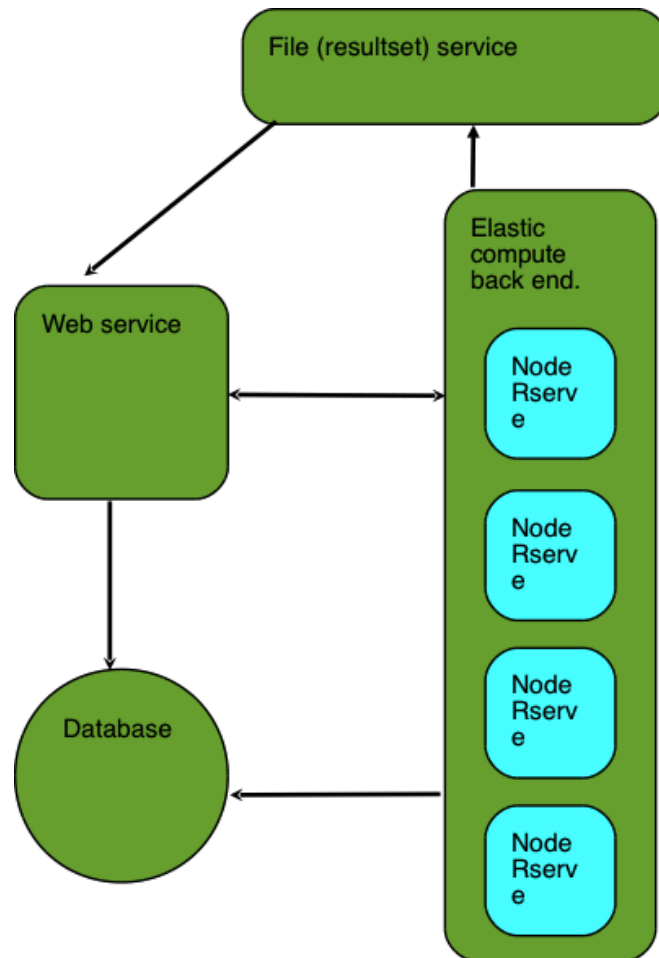 File (resultset) service
Elastic
compute
back end.
Web service
Node
Rserv
e
Node
Rserv
e
Node
Rserv
e
Database
Node
Rserv
e